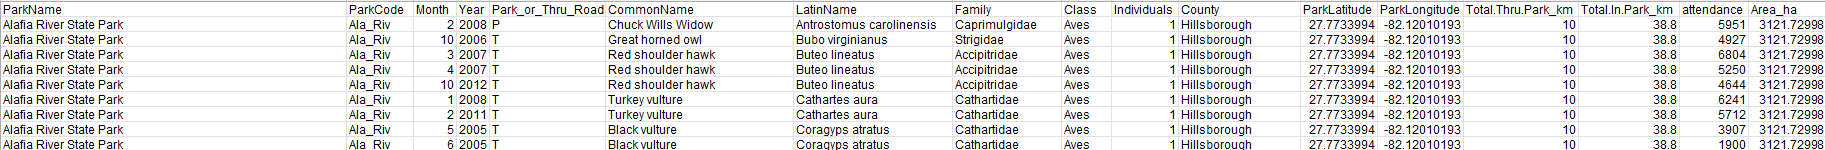 ParkName ParkCode Month Year Park_or_Thru_Road CommonName LatinName Family Class Individuals County ParkLatitude ParkLongitude Total.Thru.Park_km Total.In.Park_km attendance Area_ha
Alafia River State Park Ala_Riv 2 2008 P Chuck Wills Widow Antrostomus carolinensis Caprimulgidae Aves 1 Hillsborough 27.7733994 -82.12010193 10 38.8 5951 3121.72998
Alafia River State Park Ala_Riv 10 2006 T Great horned owl Bubo virginianus Strigidae Aves 1 Hillsborough 27.7733994 -82.12010193 10 38.8 4927 3121.72998
Alafia River State Park Ala_Riv 3 2007 T Red shoulder hawk Buteo lineatus Accipitridae Aves 1 Hillsborough 27.7733994 -82.12010193 10 38.8 6804 3121.72998
Alafia River State Park Ala_Riv 4 2007 T Red shoulder hawk Buteo lineatus Accipitridae Aves 1 Hillsborough 27.7733994 -82.12010193 10 38.8 5250 3121.72998
Alafia River State Park Ala_Riv 10 2012 T Red shoulder hawk Buteo lineatus Accipitridae Aves 1 Hillsborough 27.7733994 -82.12010193 10 38.8 4644 3121.72998
Alafia River State Park Ala_Riv 1 2008 T Turkey vulture Cathartes aura Cathartidae Aves 1 Hillsborough 27.7733994 -82.12010193 10 38.8 6241 3121.72998
Alafia River State Park Ala_Riv 2 2011 T Turkey vulture Cathartes aura Cathartidae Aves 1 Hillsborough 27.7733994 -82.12010193 10 38.8 5712 3121.72998
Alafia River State Park Ala_Riv 5 2005 T Black vulture Coragyps atratus Cathartidae Aves 1 Hillsborough 27.7733994 -82.12010193 10 38.8 3907 3121.72998
Alafia River State Park Ala_Riv 6 2005 T Black vulture Coragyps atratus Cathartidae Aves 1 Hillsborough 27.7733994 -82.12010193 10 38.8 1900 3121.72998